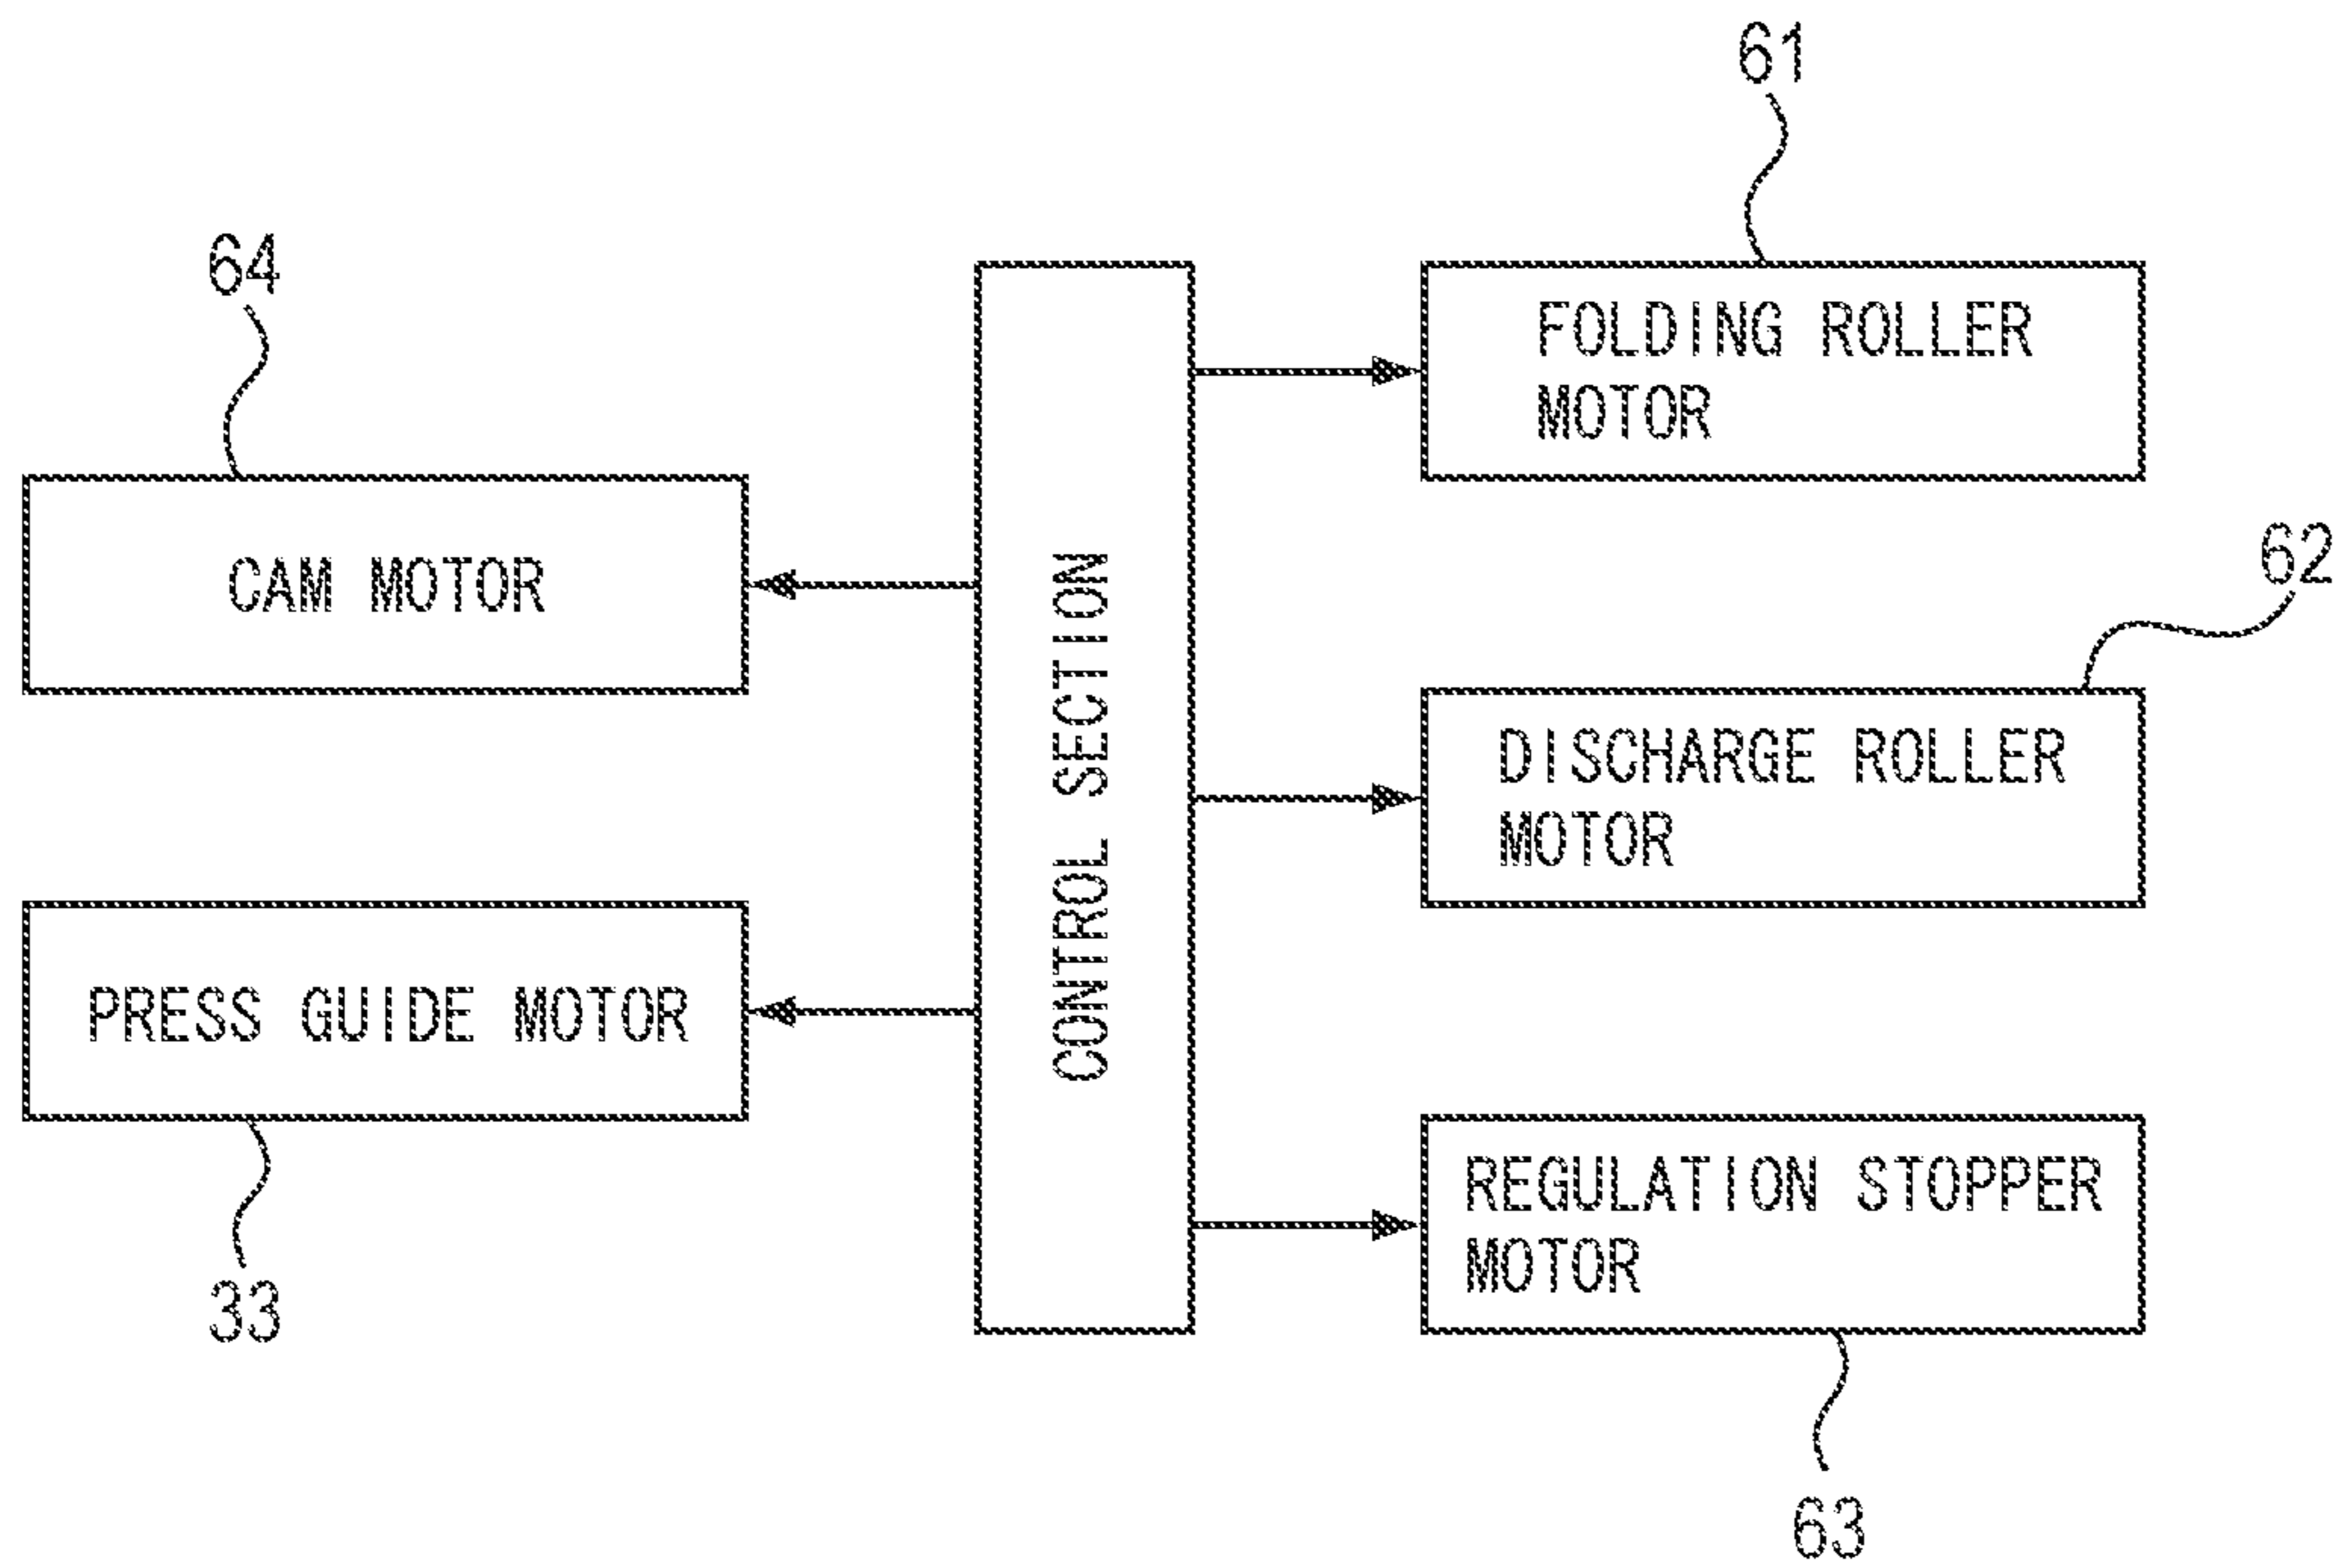 61
64
FOLDING ROLLER
MOTOR
62
CAM MOTOR
CONTROL SECTION
DISCHARGE ROLLER
MOTOR
PRESS GUIDE MOTOR
REGULATION STOPPER
MOTOR
33
63